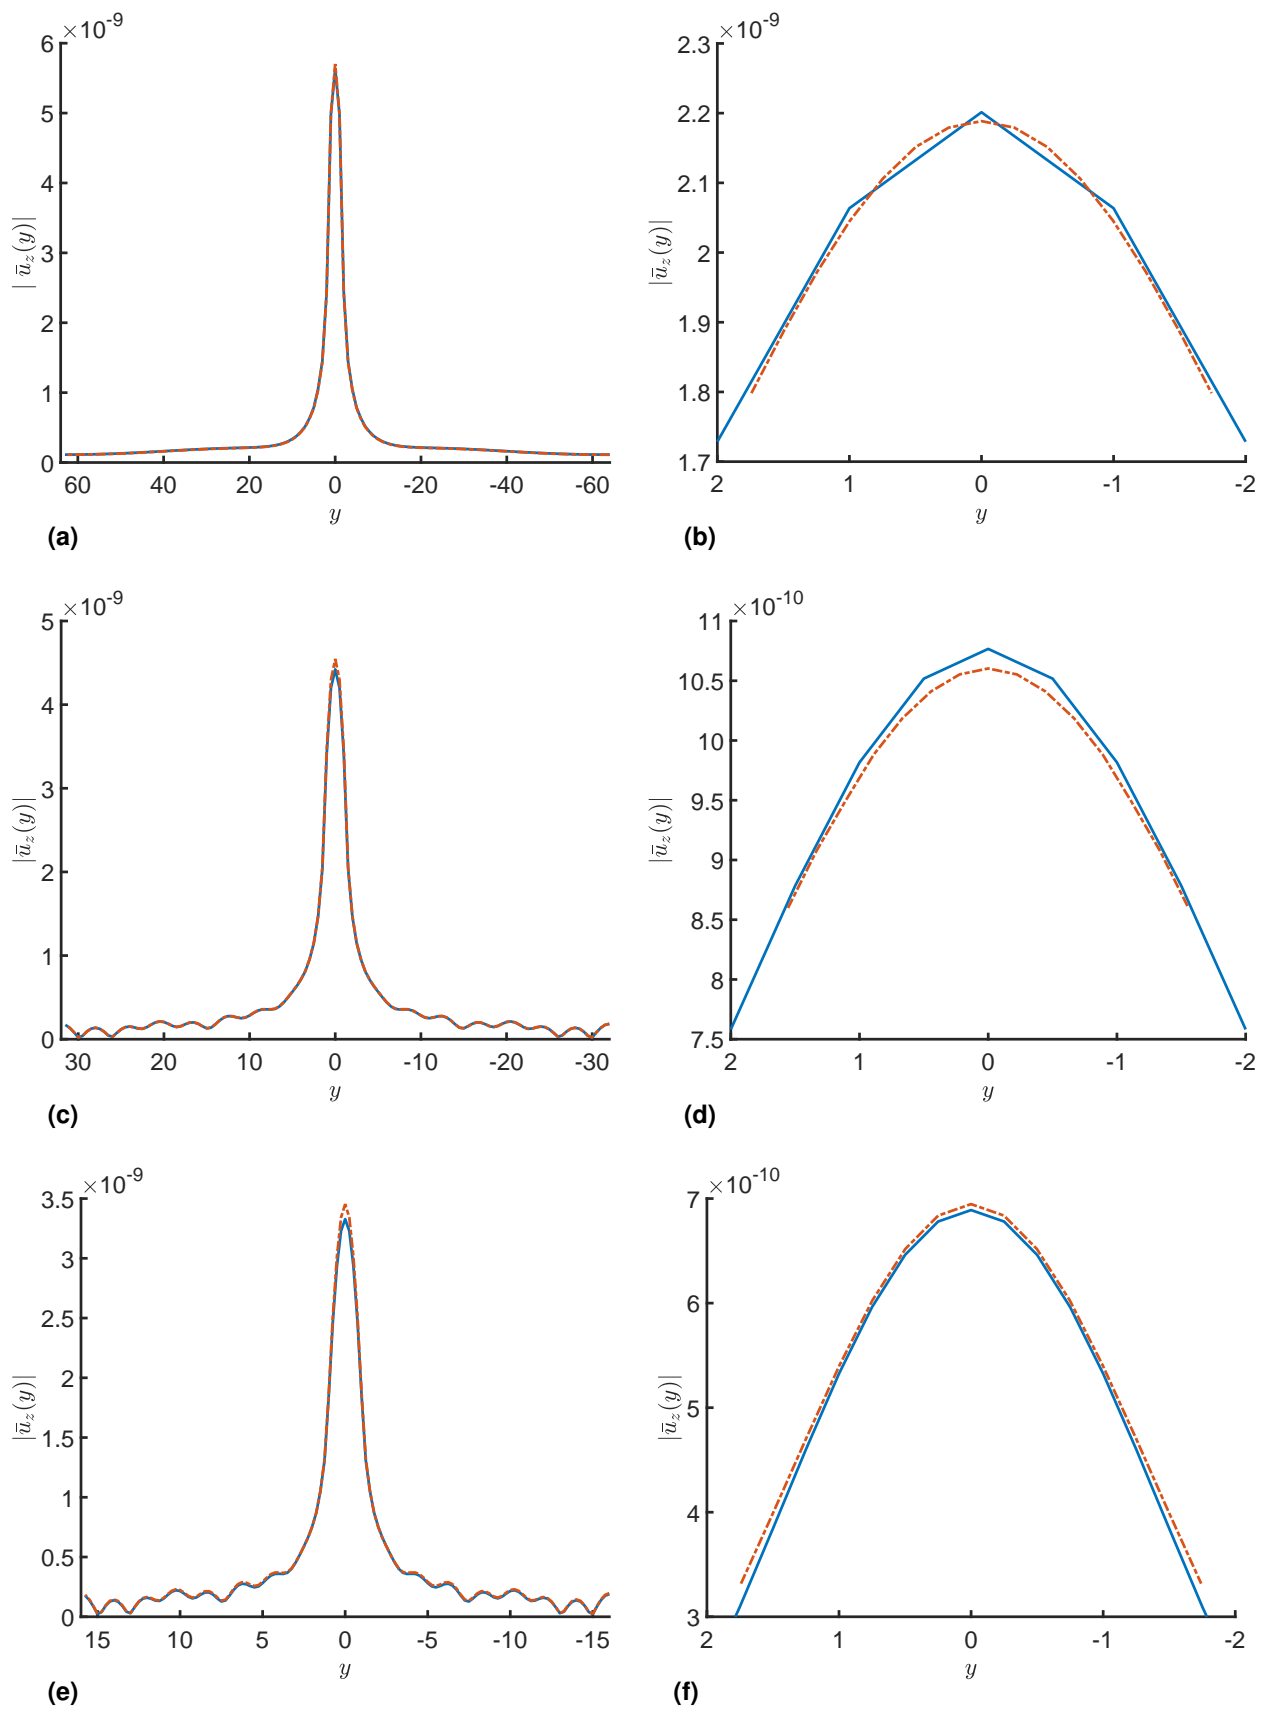 ×10⁻⁹ ×10⁻⁹
6 2.3
5 2.2
4 2.1
3 2
2 1.9
1 1.8
0 1.7
| ū_z(y)| |ū_z(y)|
60 40 20 0 -20 -40 -60 2 1 0 -1 -2
y y
(a) (b)
×10⁻⁹ ×10⁻¹⁰
5 11
4 10.5
3 10
2 9.5
1 9
0 8.5
8
7.5
|ū_z(y)| |ū_z(y)|
30 20 10 0 -10 -20 -30 2 1 0 -1 -2
y y
(c) (d)
×10⁻⁹ ×10⁻¹⁰
3.5 7
3 6
2.5 5
2 4
1.5 3
1
0.5
0
|ū_z(y)| |ū_z(y)|
15 10 5 0 -5 -10 -15 2 1 0 -1 -2
y y
(e) (f)